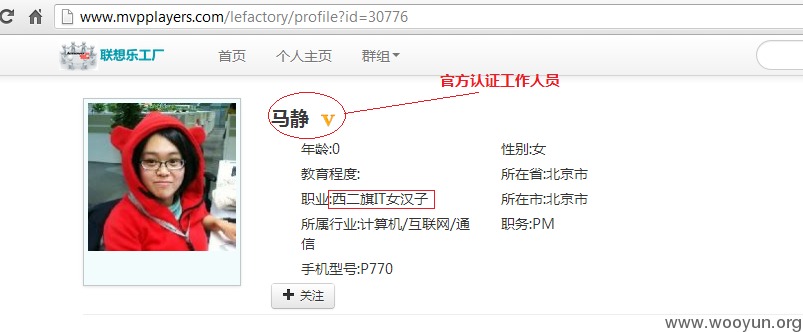 www.mvpplayers.com/lefactory/profile?id=30776
联想乐工厂 首页 个人主页 群组
官方认证工作人员
马静 V
年龄:0 性别:女
教育程度: 所在省:北京市
职业:西二旗IT女汉子 所在市:北京市
所属行业:计算机/互联网/通 职务:PM
信
手机型号:P770
+ 关注
www.wooyun.org